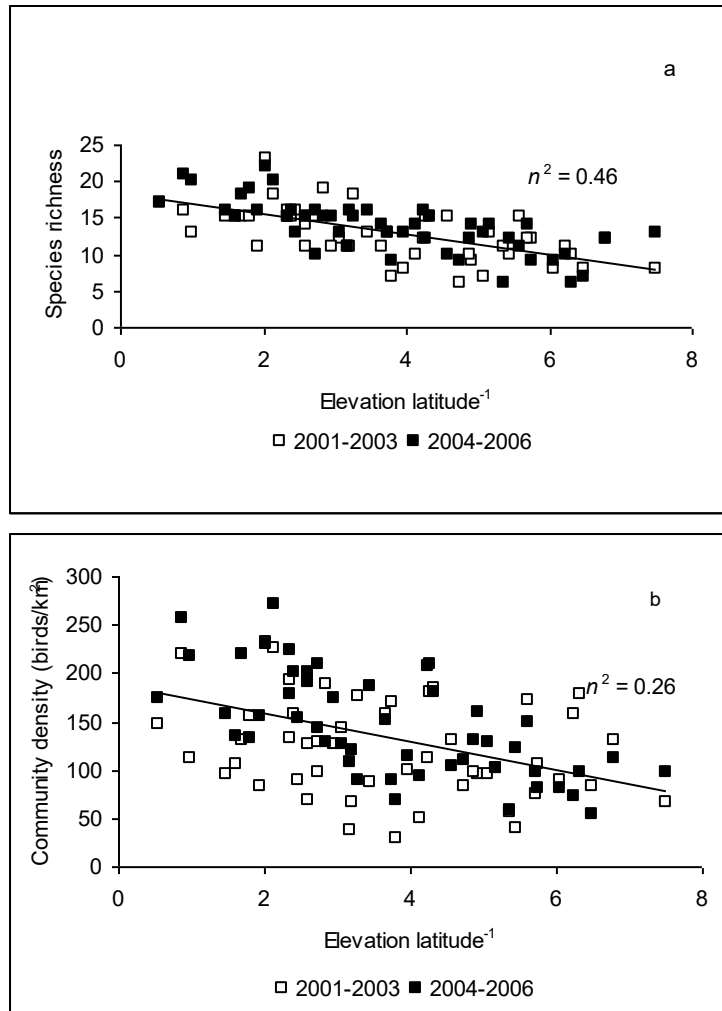 a
25
20
15
10
5
0
0 2 4 6 8
Species richness
n² = 0.46
Elevation latitude⁻¹
□ 2001-2003 ■ 2004-2006
b
300
250
200
150
100
50
0
0 2 4 6 8
Community density (birds/km²)
n² = 0.26
Elevation latitude⁻¹
□ 2001-2003 ■ 2004-2006